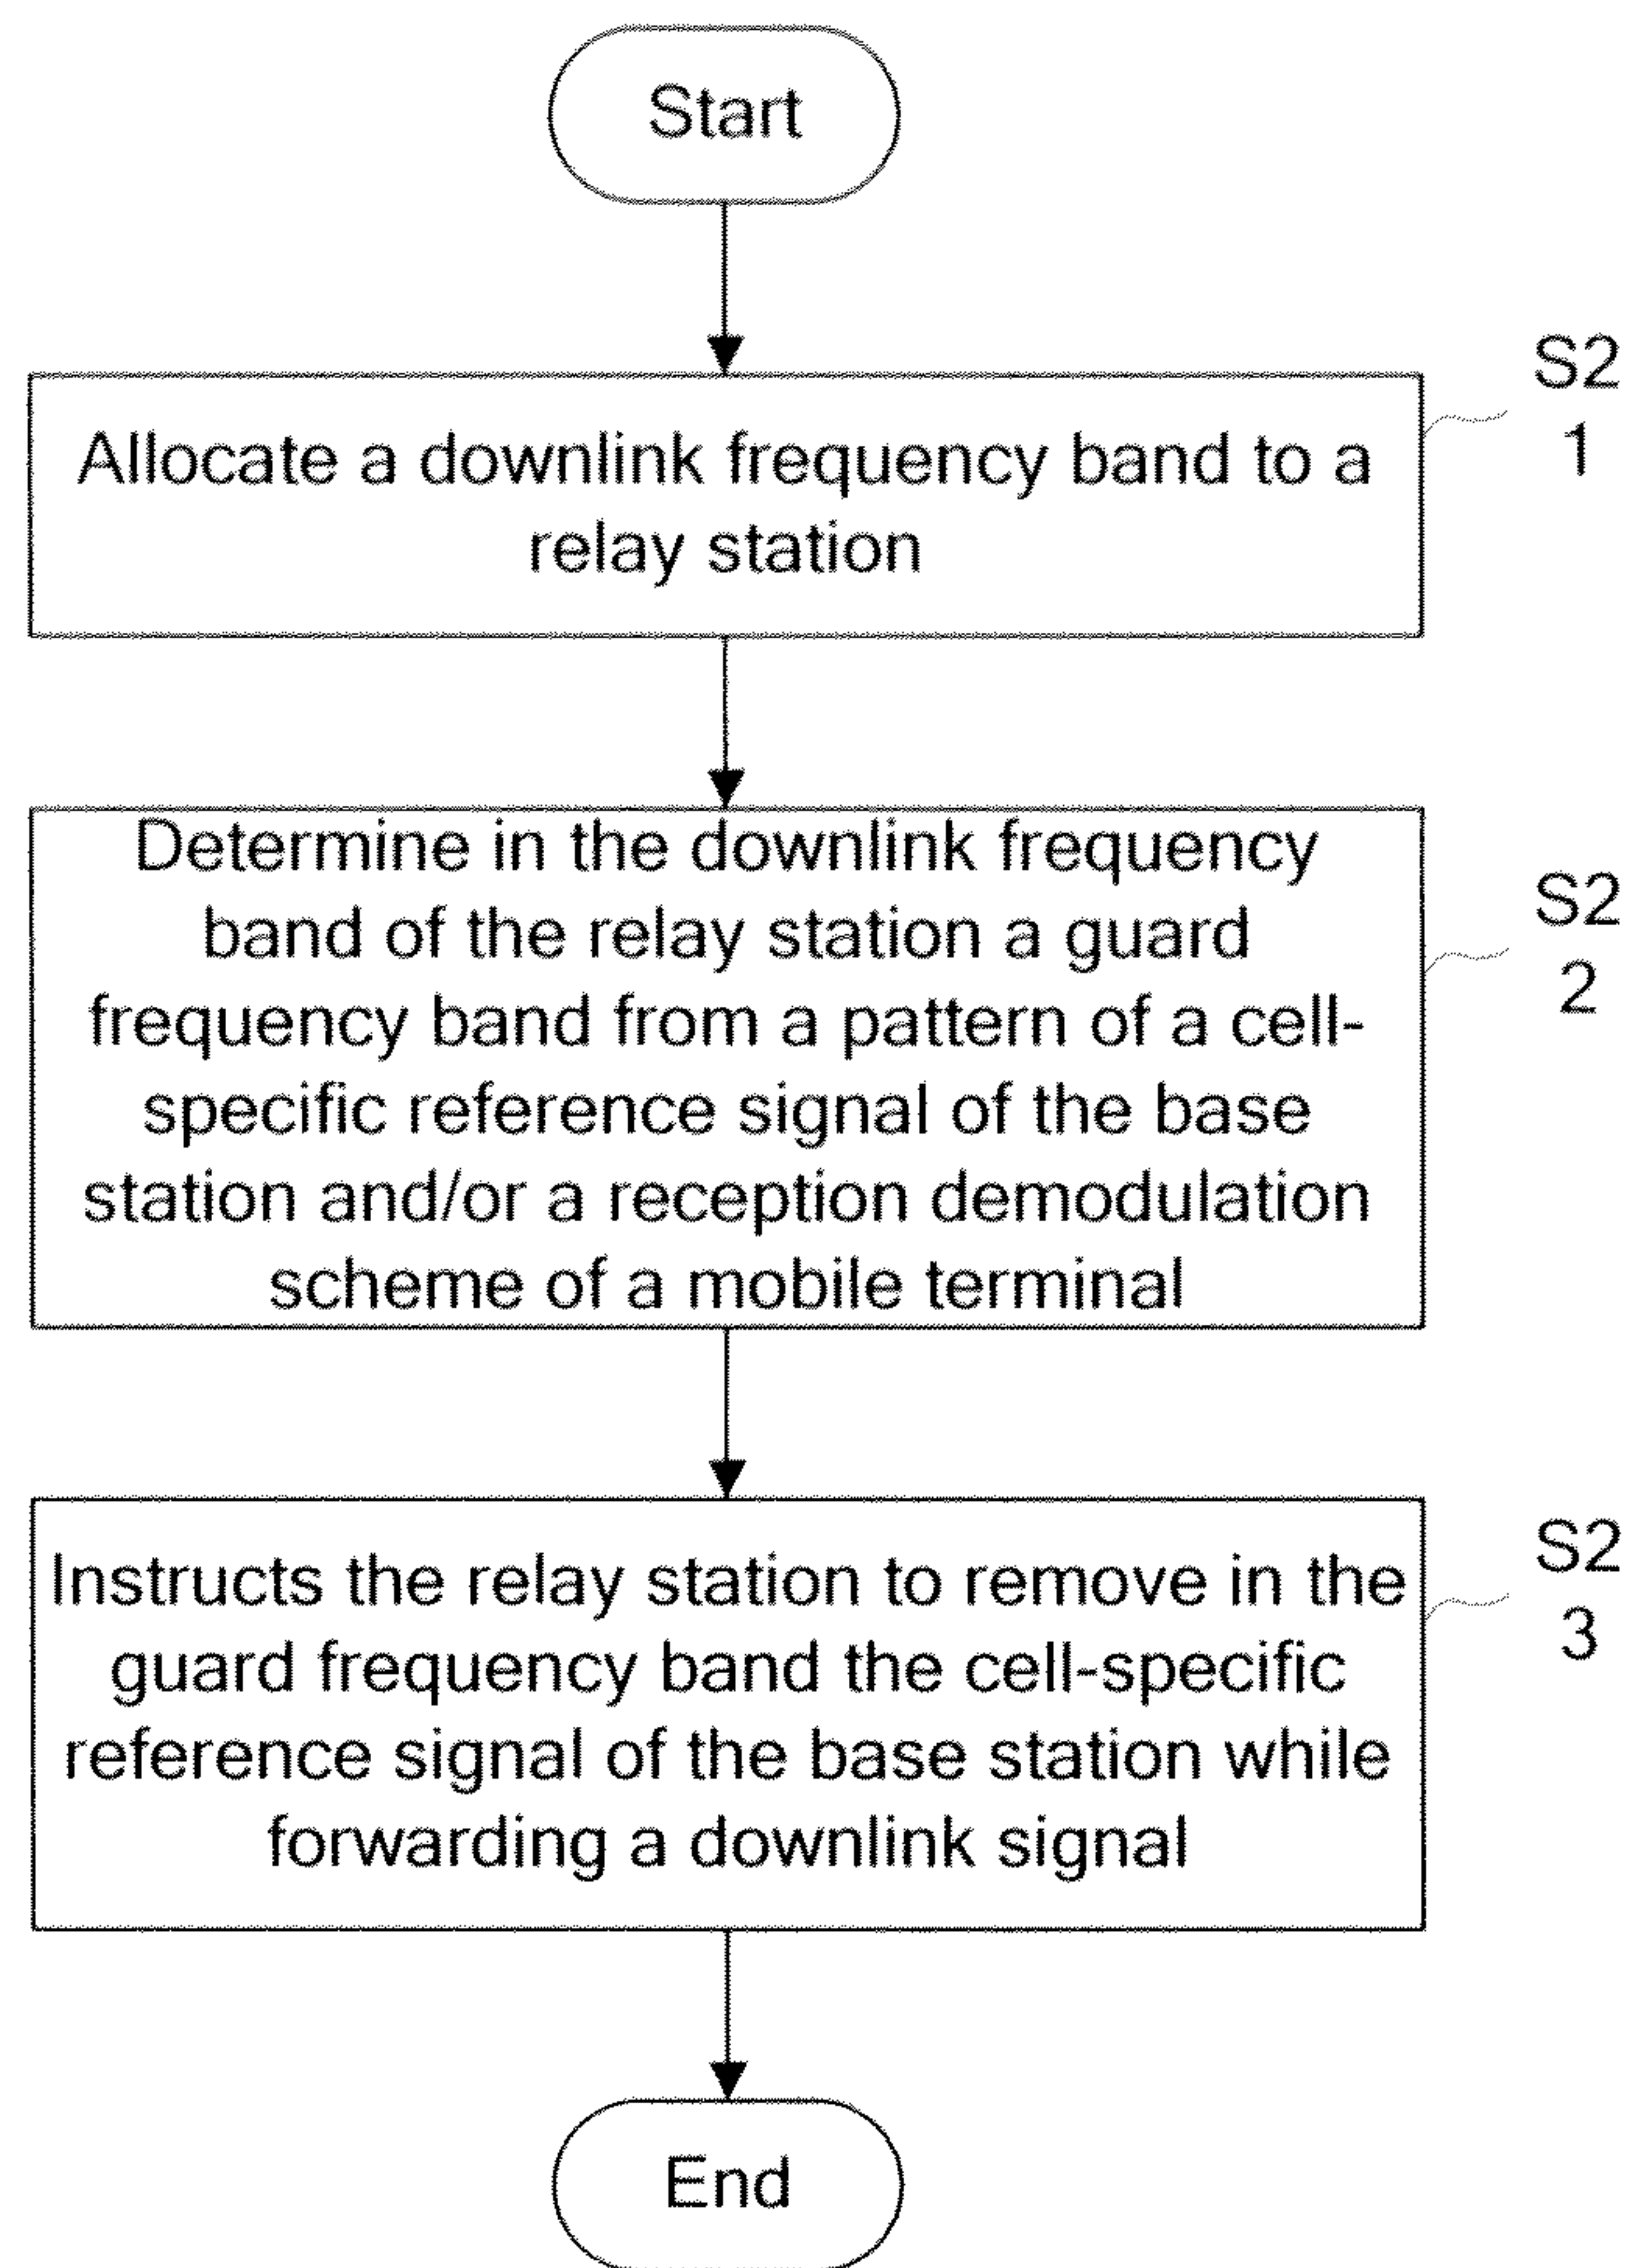 Start
Allocate a downlink frequency band to a
relay station
S2
1
Determine in the downlink frequency
band of the relay station a guard
frequency band from a pattern of a cell-
specific reference signal of the base
station and/or a reception demodulation
scheme of a mobile terminal
S2
2
Instructs the relay station to remove in the
guard frequency band the cell-specific
reference signal of the base station while
forwarding a downlink signal
S2
3
End